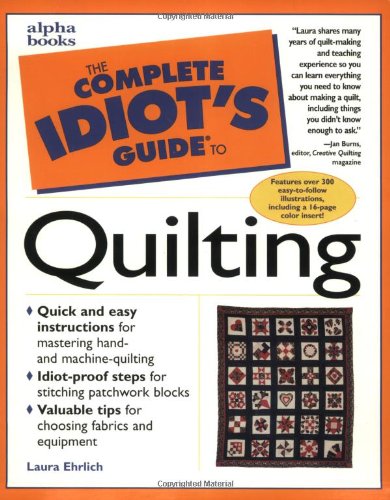 Copyrighted Material
alpha
books
THE
COMPLETE
IDIOT'S
GUIDE® TO
"Laura shares many
years of quilt-making
and teaching
experience so you
can learn everything
you need to know
about making a quilt,
including things
you didn't know
enough to ask."
—Jan Burns,
editor, Creative Quilting
magazine
Features over 300
easy-to-follow
illustrations,
including a 16-page
color insert!
Quilting
♦ Quick and easy
instructions for
mastering hand-
and machine-quilting
♦ Idiot-proof steps for
stitching patchwork blocks
♦ Valuable tips for
choosing fabrics and
equipment
Laura Ehrlich
Copyrighted Material